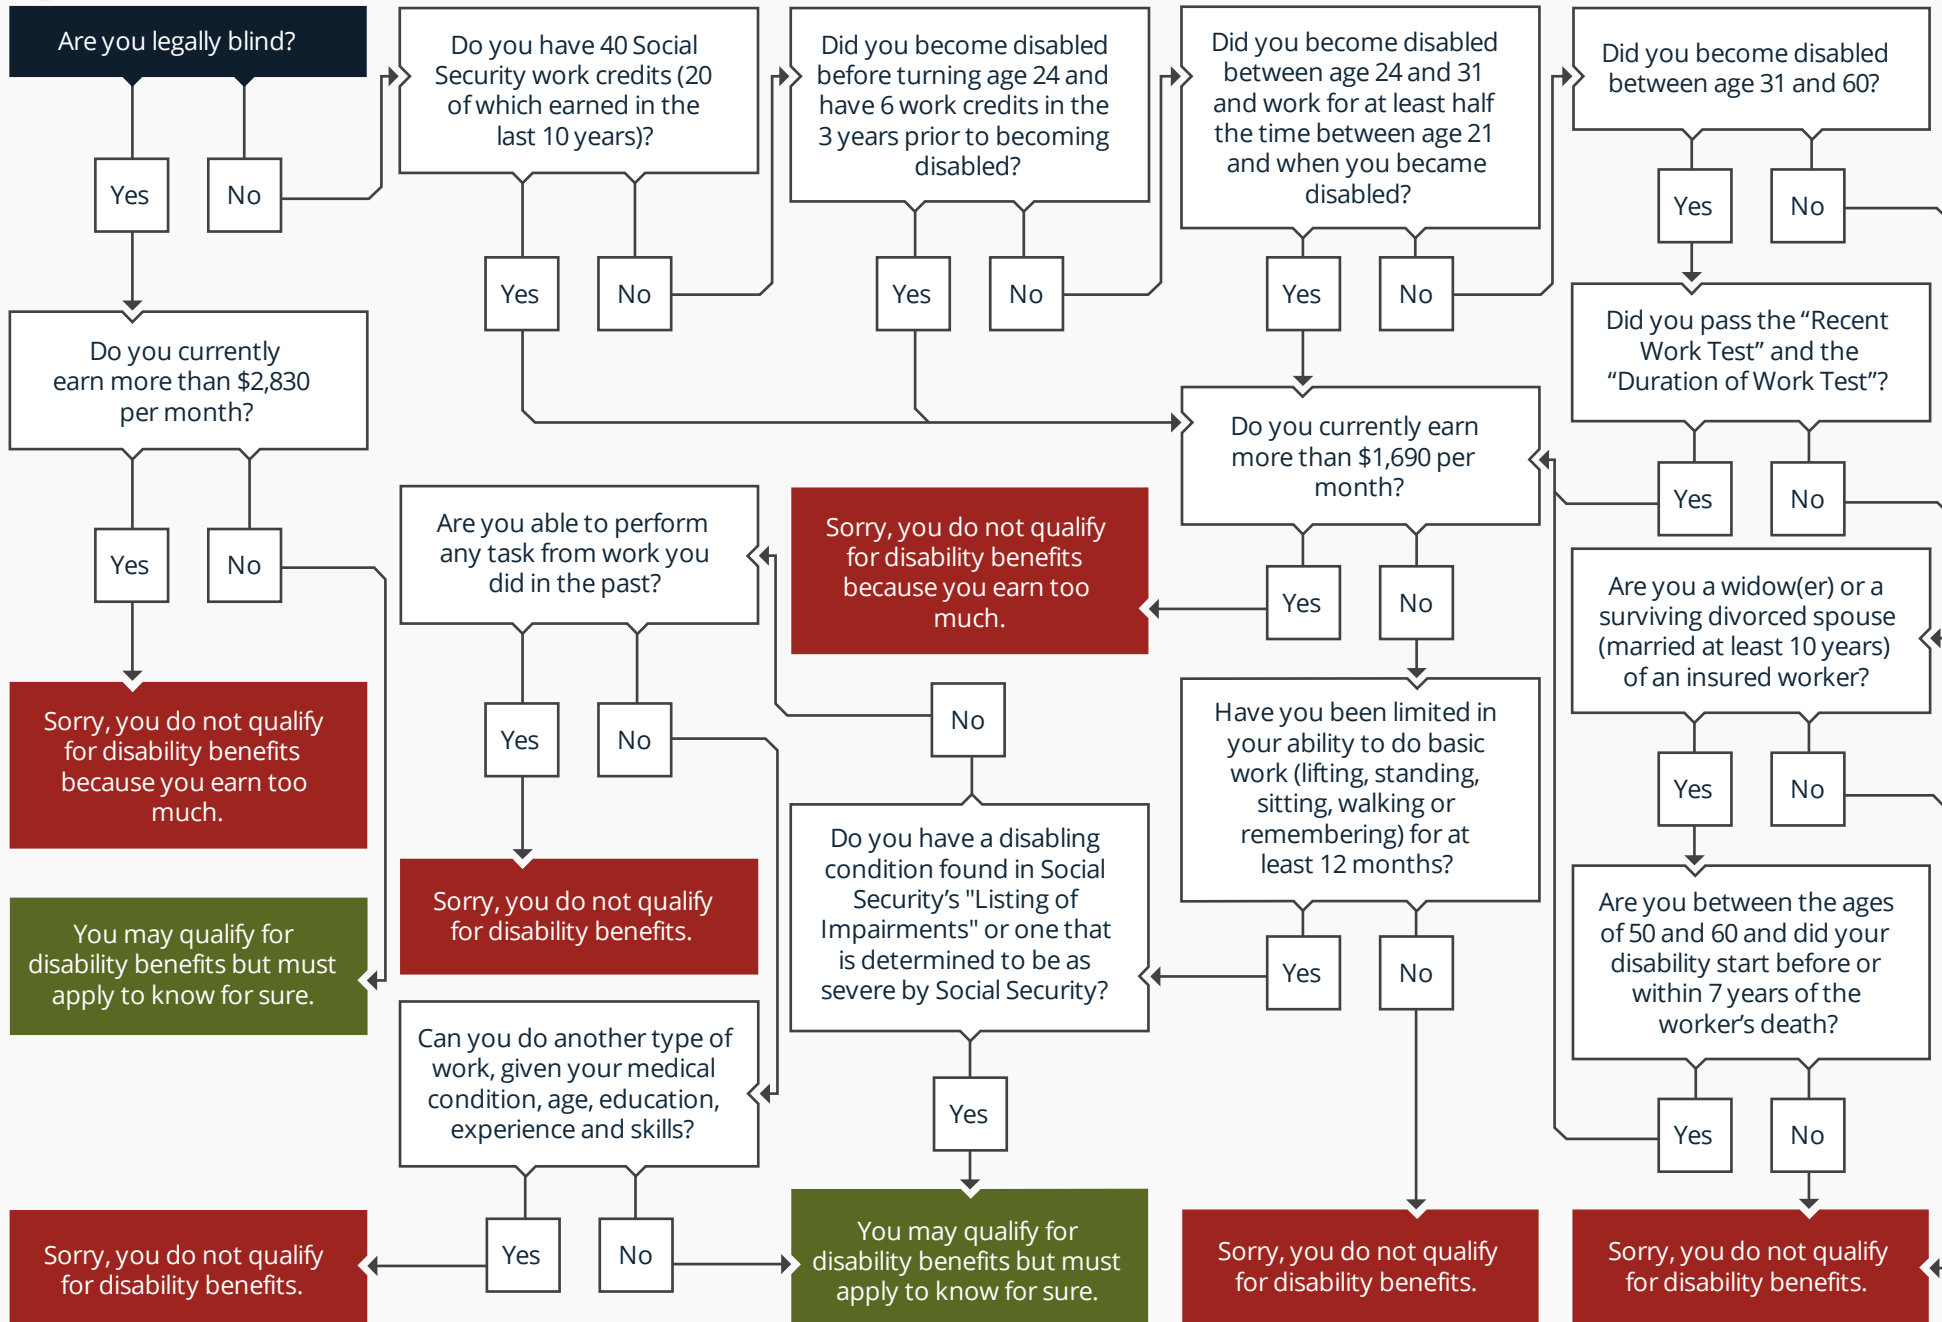 Are you legally blind?
Yes
No
Do you currently
earn more than $2,830
per month?
Yes
No
Sorry, you do not qualify
for disability benefits
because you earn too
much.
You may qualify for
disability benefits but must
apply to know for sure.
Do you have 40 Social
Security work credits (20
of which earned in the
last 10 years)?
Yes
No
Did you become disabled
before turning age 24 and
have 6 work credits in the
3 years prior to becoming
disabled?
Yes
No
Did you become disabled
between age 24 and 31
and work for at least half
the time between age 21
and when you became
disabled?
Yes
No
Did you become disabled
between age 31 and 60?
Yes
No
Did you pass the “Recent
Work Test” and the
“Duration of Work Test”?
Yes
No
Are you a widow(er) or a
surviving divorced spouse
(married at least 10 years)
of an insured worker?
Yes
No
Are you between the ages
of 50 and 60 and did your
disability start before or
within 7 years of the
worker’s death?
Yes
No
Sorry, you do not qualify
for disability benefits.
Do you currently earn
more than $1,690 per
month?
Yes
No
Sorry, you do not qualify
for disability benefits
because you earn too
much.
Have you been limited in
your ability to do basic
work (lifting, standing,
sitting, walking or
remembering) for at
least 12 months?
Yes
No
Sorry, you do not qualify
for disability benefits.
Do you have a disabling
condition found in Social
Security’s "Listing of
Impairments" or one that
is determined to be as
severe by Social Security?
No
Yes
You may qualify for
disability benefits but must
apply to know for sure.
Are you able to perform
any task from work you
did in the past?
Yes
No
Sorry, you do not qualify
for disability benefits.
Can you do another type of
work, given your medical
condition, age, education,
experience and skills?
Yes
No
Sorry, you do not qualify
for disability benefits.